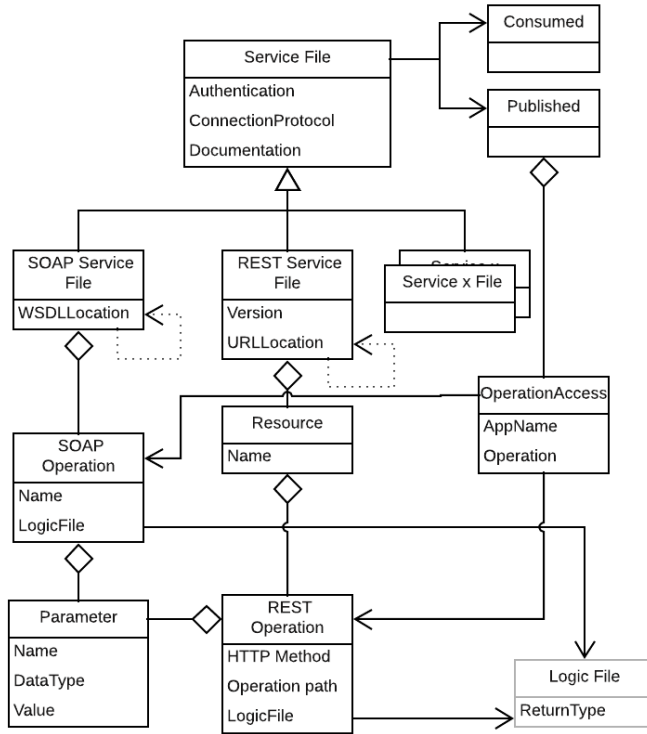 Consumed
Service File
Authentication
ConnectionProtocol
Documentation
Published
SOAP Service
File
WSDLLocation
REST Service
File
Version
URLLocation
Service x
Service x File
OperationAccess
AppName
Operation
Resource
Name
SOAP
Operation
Name
LogicFile
Parameter
Name
DataType
Value
REST
Operation
HTTP Method
Operation path
LogicFile
Logic File
ReturnType